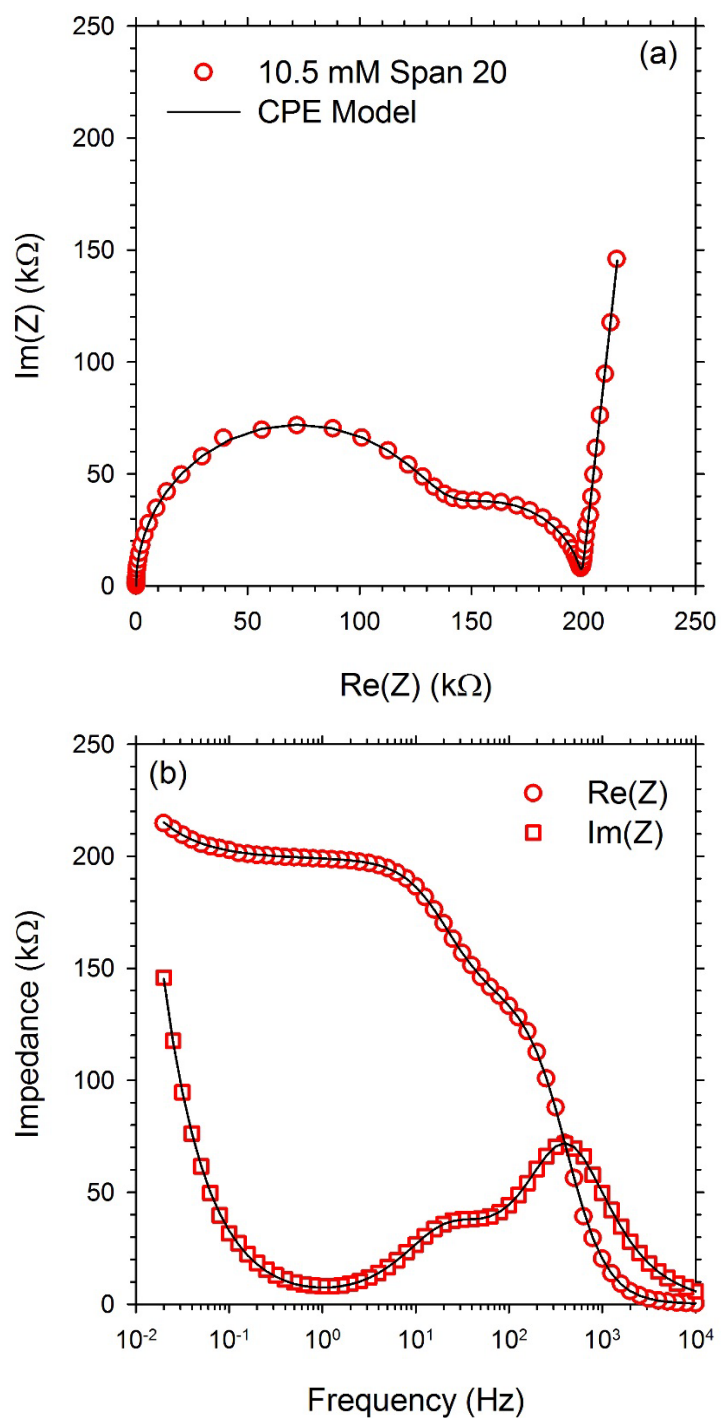 250
(a)
10.5 mM Span 20
CPE Model
200
150
100
50
0
Im(Z) (kΩ)
0 50 100 150 200 250
Re(Z) (kΩ)
250
(b)
Re(Z)
Im(Z)
200
150
100
50
0
Impedance (kΩ)
10⁻² 10⁻¹ 10⁰ 10¹ 10² 10³ 10⁴
Frequency (Hz)